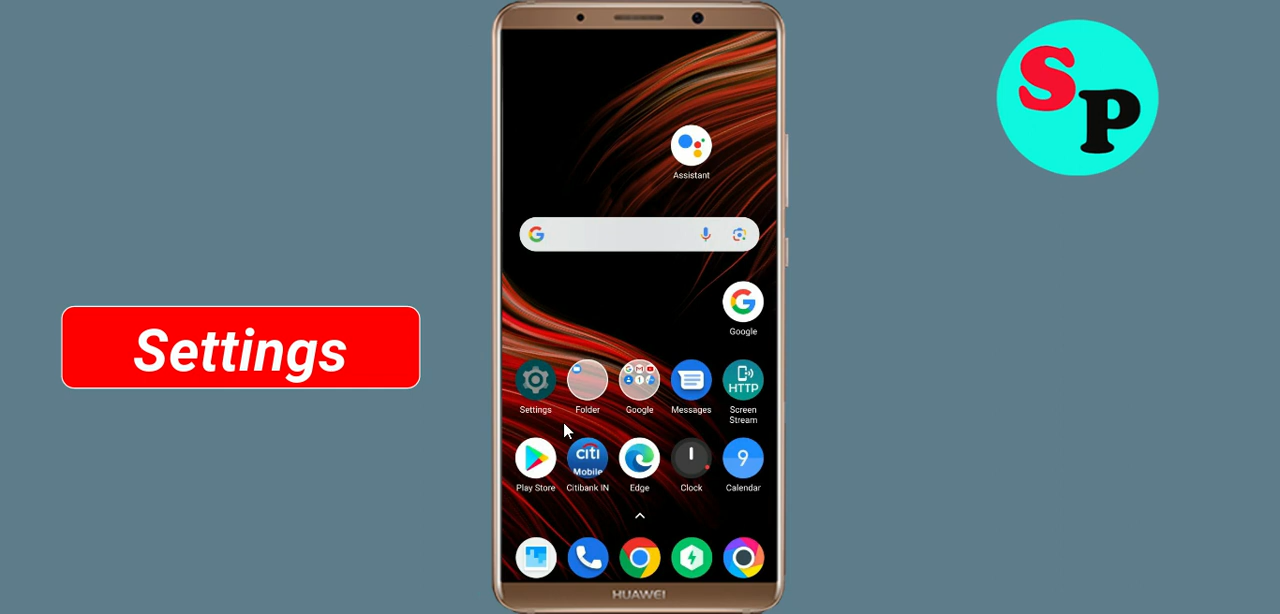 SP
Assistant
Google
Settings
Settings
Folder
Google
Messages
HTTP
Screen
Stream
citi
Mobile
9
Play Store
Citibank IN
Edge
Clock
Calendar
HUAWEI